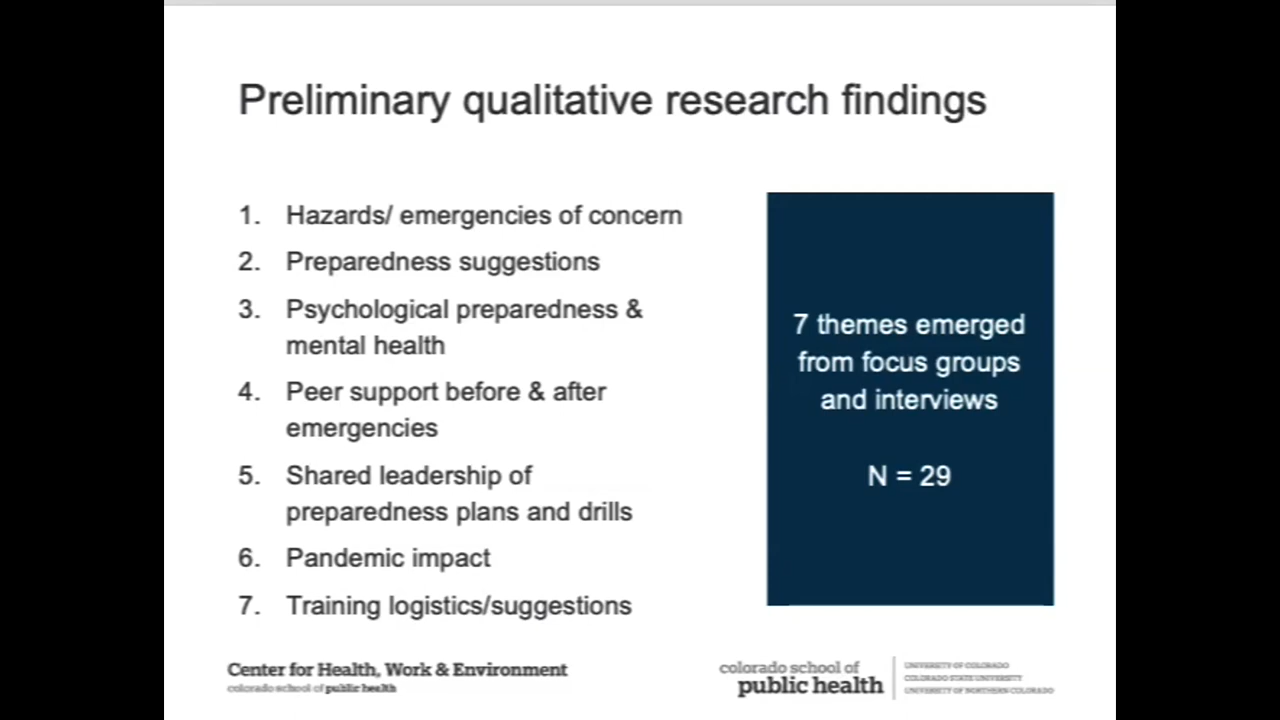 Preliminary qualitative research findings
1. Hazards/ emergencies of concern
2. Preparedness suggestions
3. Psychological preparedness &
mental health
4. Peer support before & after
emergencies
5. Shared leadership of
preparedness plans and drills
6. Pandemic impact
7. Training logistics/suggestions
7 themes emerged
from focus groups
and interviews
N = 29
Center for Health, Work & Environment
colorado school of public health
colorado school of
public health
UNIVERSITY OF COLORADO
COLORADO STATE UNIVERSITY
UNIVERSITY OF NORTHERN COLORADO